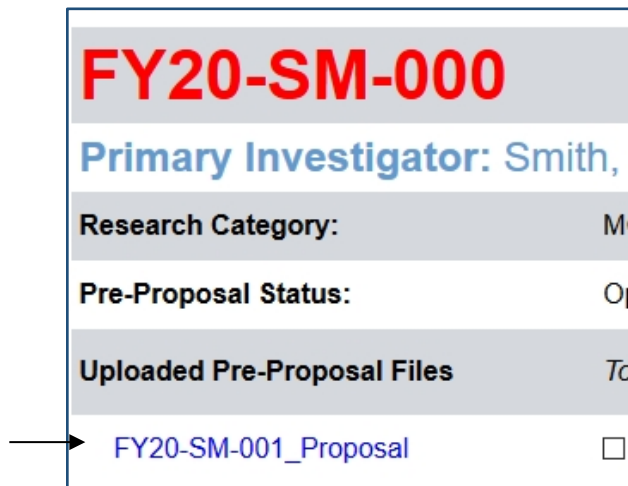 FY20-SM-000
Primary Investigator: Smith,
Research Category:
Pre-Proposal Status:
Uploaded Pre-Proposal Files
FY20-SM-001_Proposal